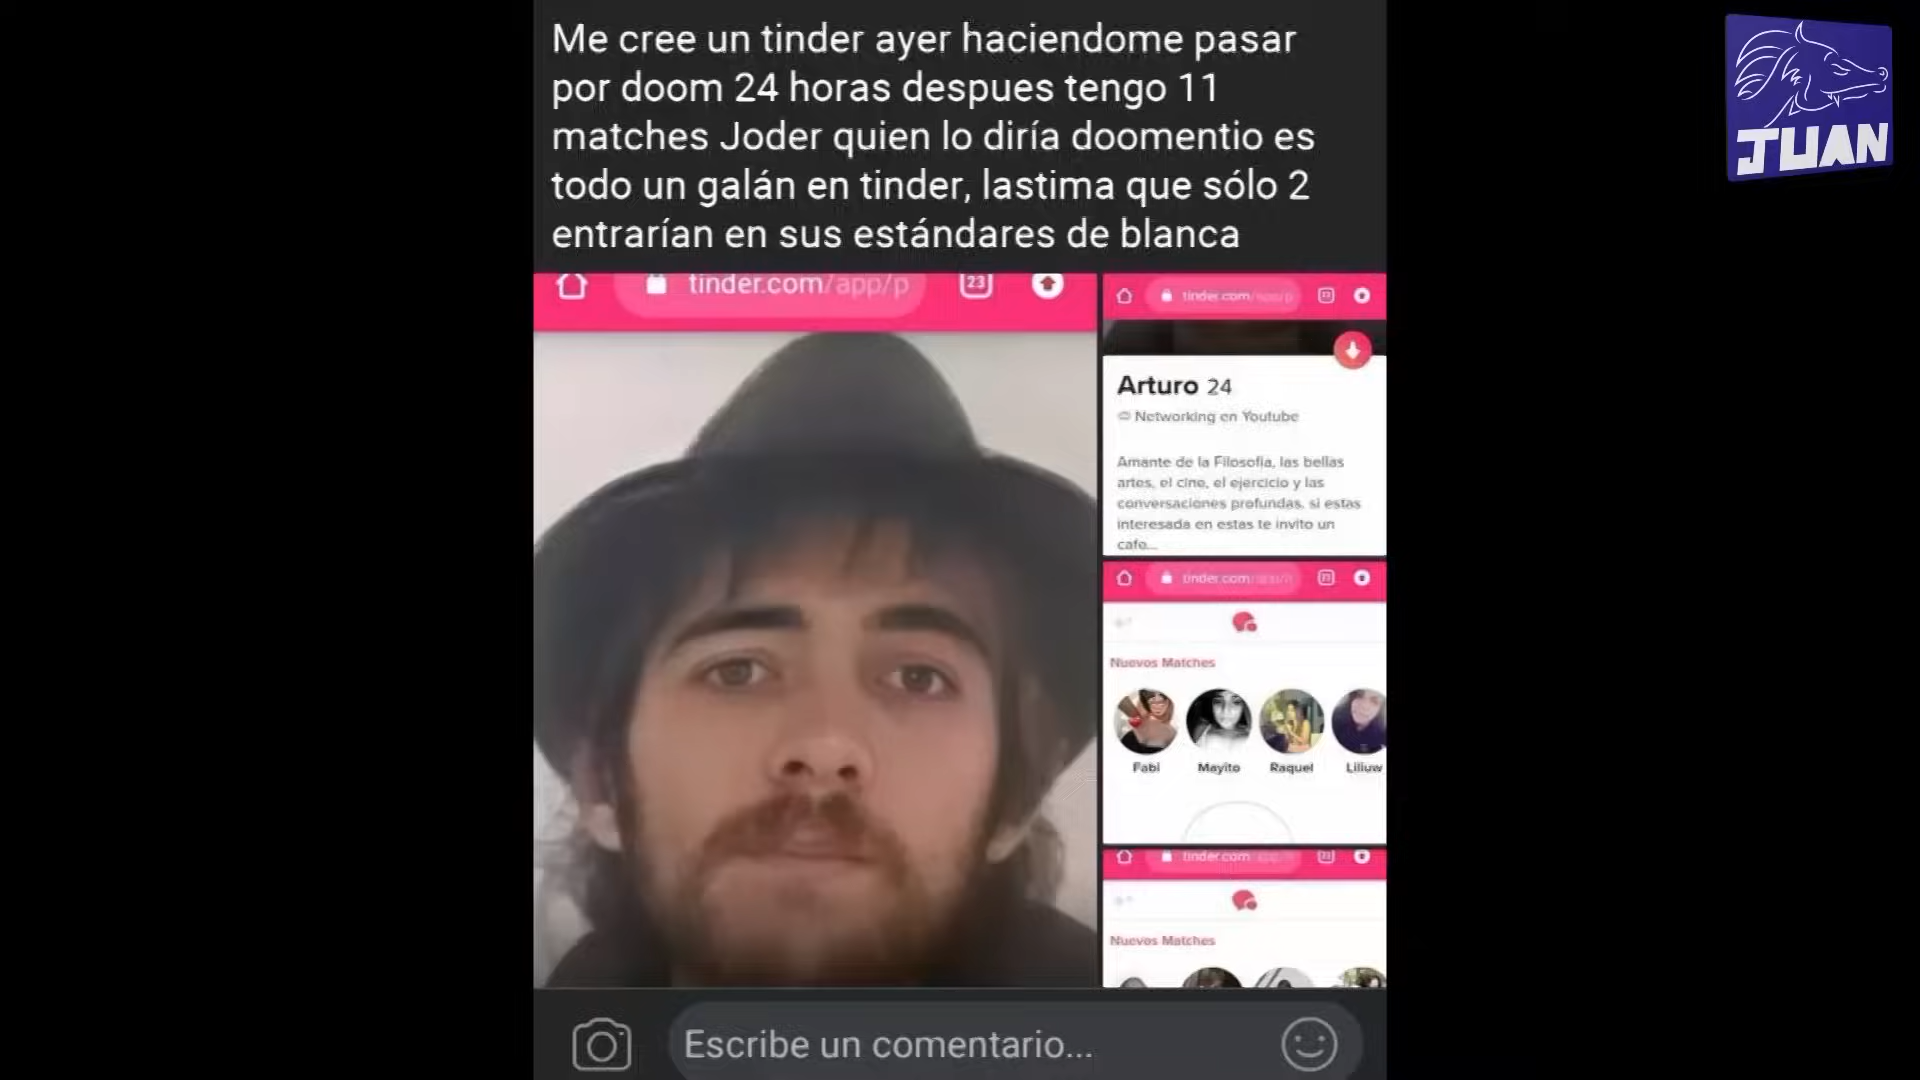 Me cree un tinder ayer haciendome pasar
por doom 24 horas despues tengo 11
matches Joder quien lo diría doomentio es
todo un galán en tinder, lastima que sólo 2
entrarían en sus estándares de blanca
JUAN
tinder.com/app/p
23
tinder.com/app/p
23
Arturo 24
Networking en Youtube
Amante de la Filosofia, las bellas
artes, el cine, el ejercicio y las
conversaciones profundas, si estas
interesada en estas te invito un
cafe...
tinder.com
Nuevos Matches
Fabi
Mayito
Raquel
Liliuw
tinder.com
Nuevos Matches
Escribe un comentario...